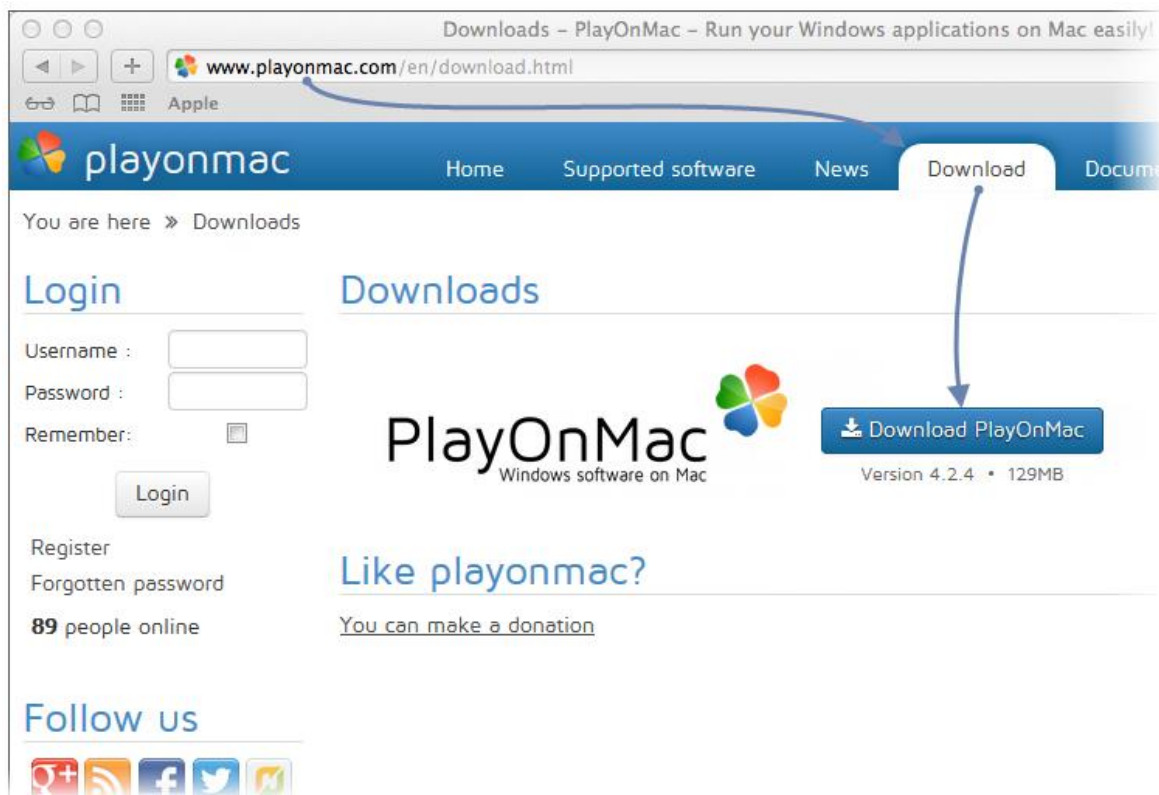 Downloads – PlayOnMac – Run your Windows applications on Mac easily!
www.playonmac.com/en/download.html
Apple
playonmac
Home Supported software News Download Docume
You are here » Downloads
Login
Username :
Password :
Remember:
Login
Register
Forgotten password
89 people online
Follow us
g+ f
Downloads
PlayOnMac
Windows software on Mac
Download PlayOnMac
Version 4.2.4 • 129MB
Like playonmac?
You can make a donation